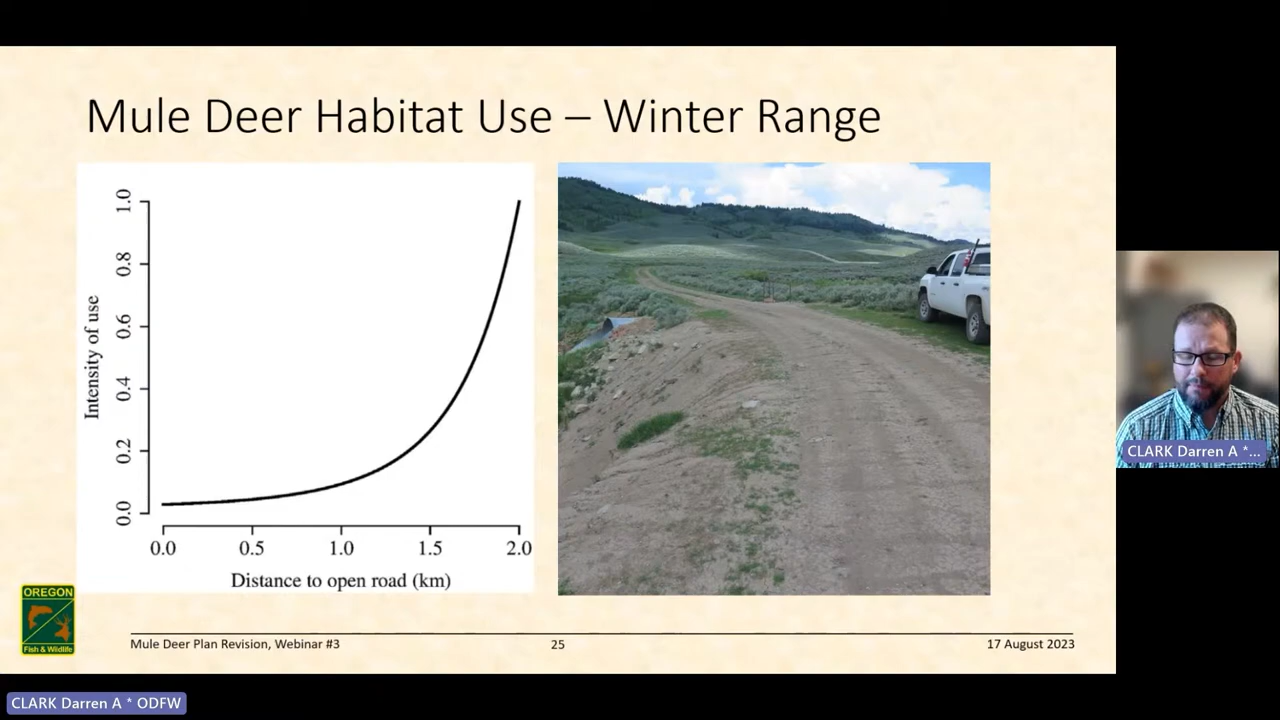 Mule Deer Habitat Use – Winter Range
Intensity of use
1.0
0.8
0.6
0.4
0.2
0.0
0.0 0.5 1.0 1.5 2.0
Distance to open road (km)
OREGON
Fish & Wildlife
Mule Deer Plan Revision, Webinar #3 25 17 August 2023
CLARK Darren A *...
CLARK Darren A * ODFW